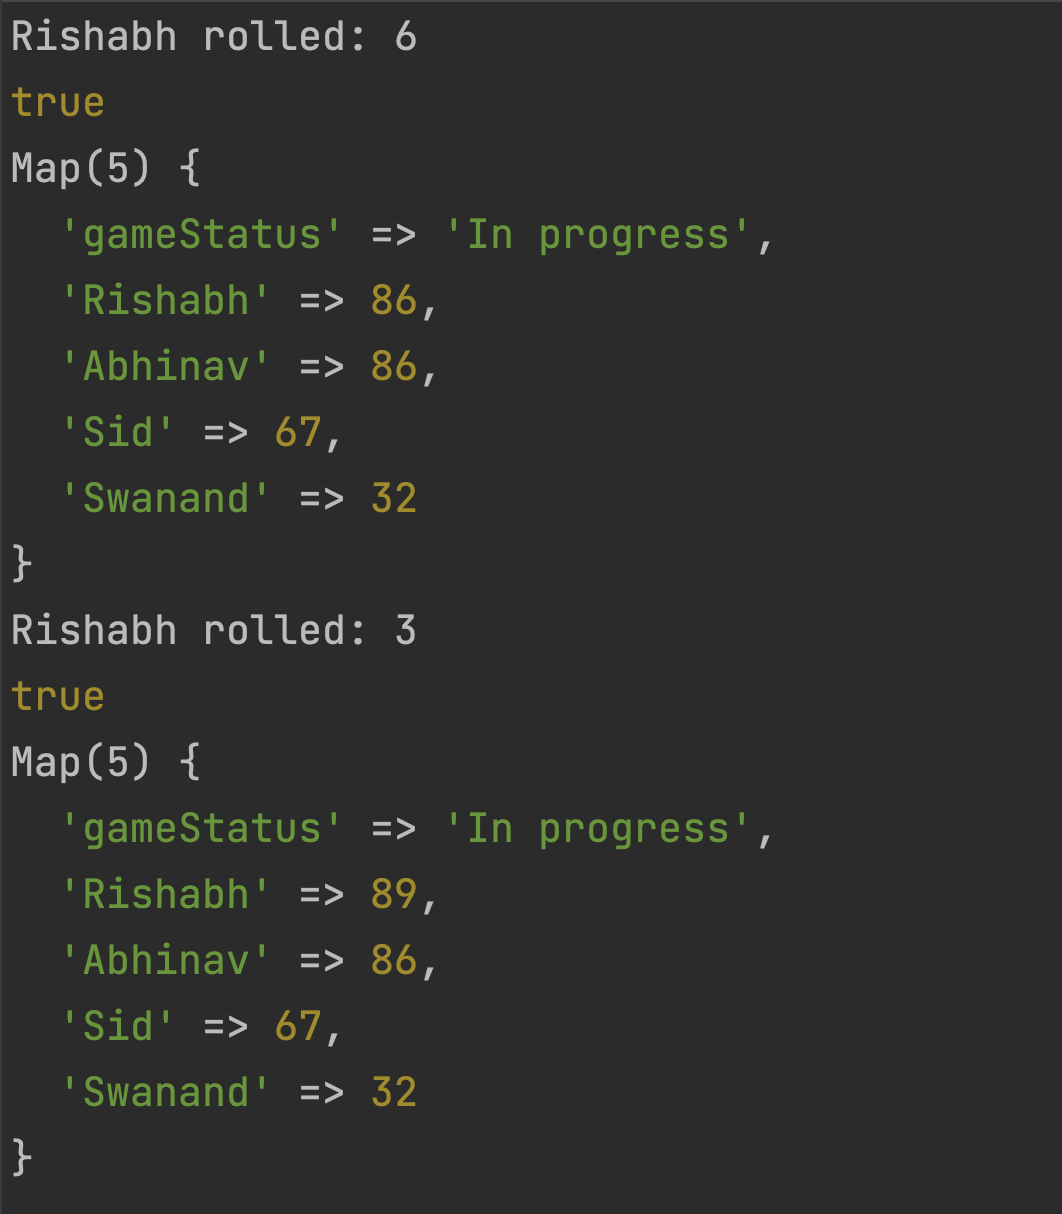 Rishabh rolled: 6
true
Map(5) {
  'gameStatus' => 'In progress',
  'Rishabh' => 86,
  'Abhinav' => 86,
  'Sid' => 67,
  'Swanand' => 32
}
Rishabh rolled: 3
true
Map(5) {
  'gameStatus' => 'In progress',
  'Rishabh' => 89,
  'Abhinav' => 86,
  'Sid' => 67,
  'Swanand' => 32
}